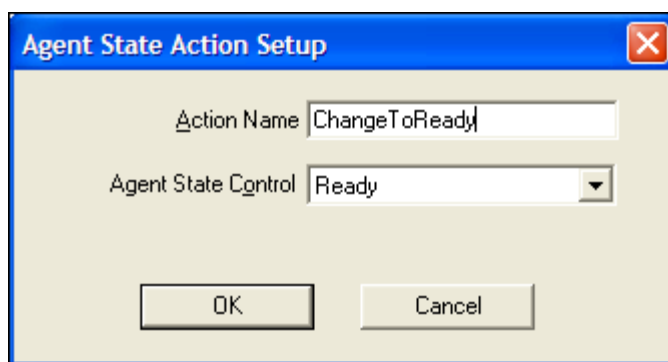 Agent State Action Setup
Action Name ChangeToReady
Agent State Control Ready
OK Cancel